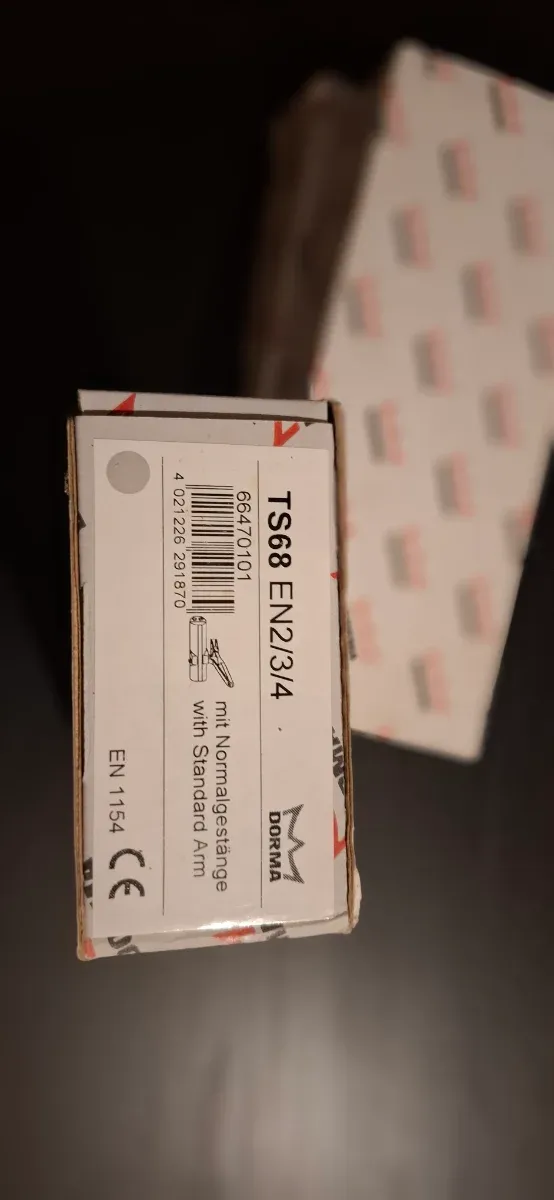 TS68 EN2/3/4
DORMA
66470101
4 021226 291870
mit Normalgestänge
with Standard Arm
EN 1154 CE